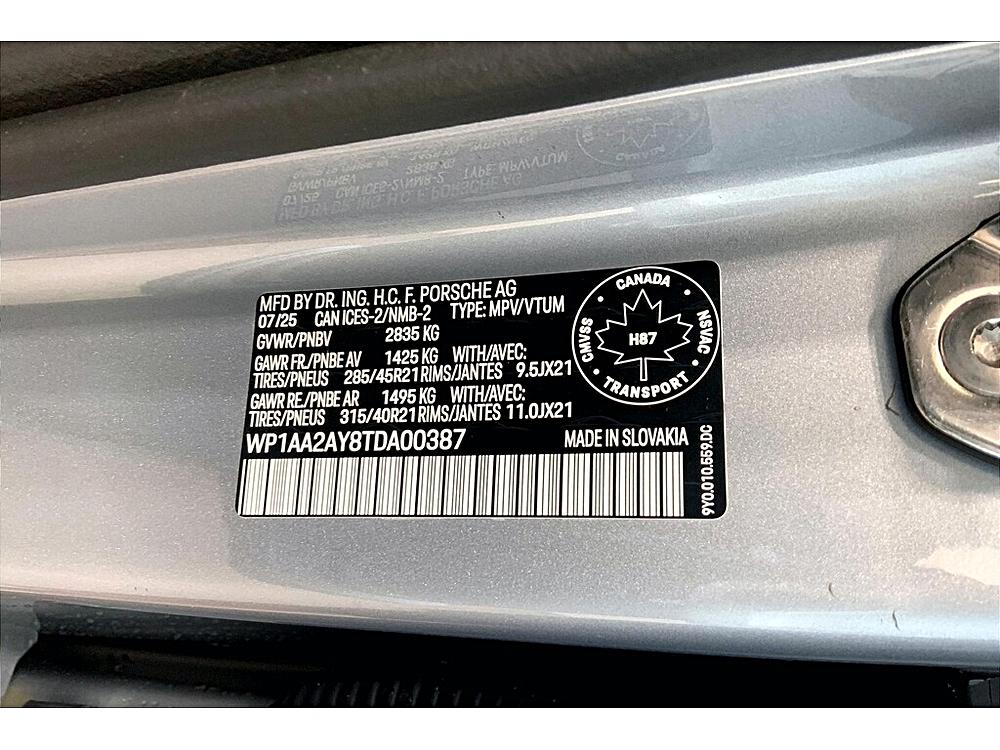 MFD BY DR. ING. H.C. F. PORSCHE AG
07/25 CAN ICES-2/NMB-2 TYPE: MPV/VTUM
GVWR/PNBV 2835 KG
GAWR FR./PNBE AV 1425 KG WITH/AVEC:
TIRES/PNEUS 285/45R21 RIMS/JANTES 9.5JX21
GAWR RE./PNBE AR 1495 KG WITH/AVEC:
TIRES/PNEUS 315/40R21 RIMS/JANTES 11.0JX21
WP1AA2AY8TDA00387 MADE IN SLOVAKIA
CANADA
CMVSS
H87
NSVAC
TRANSPORT
9Y0.010.559.DC